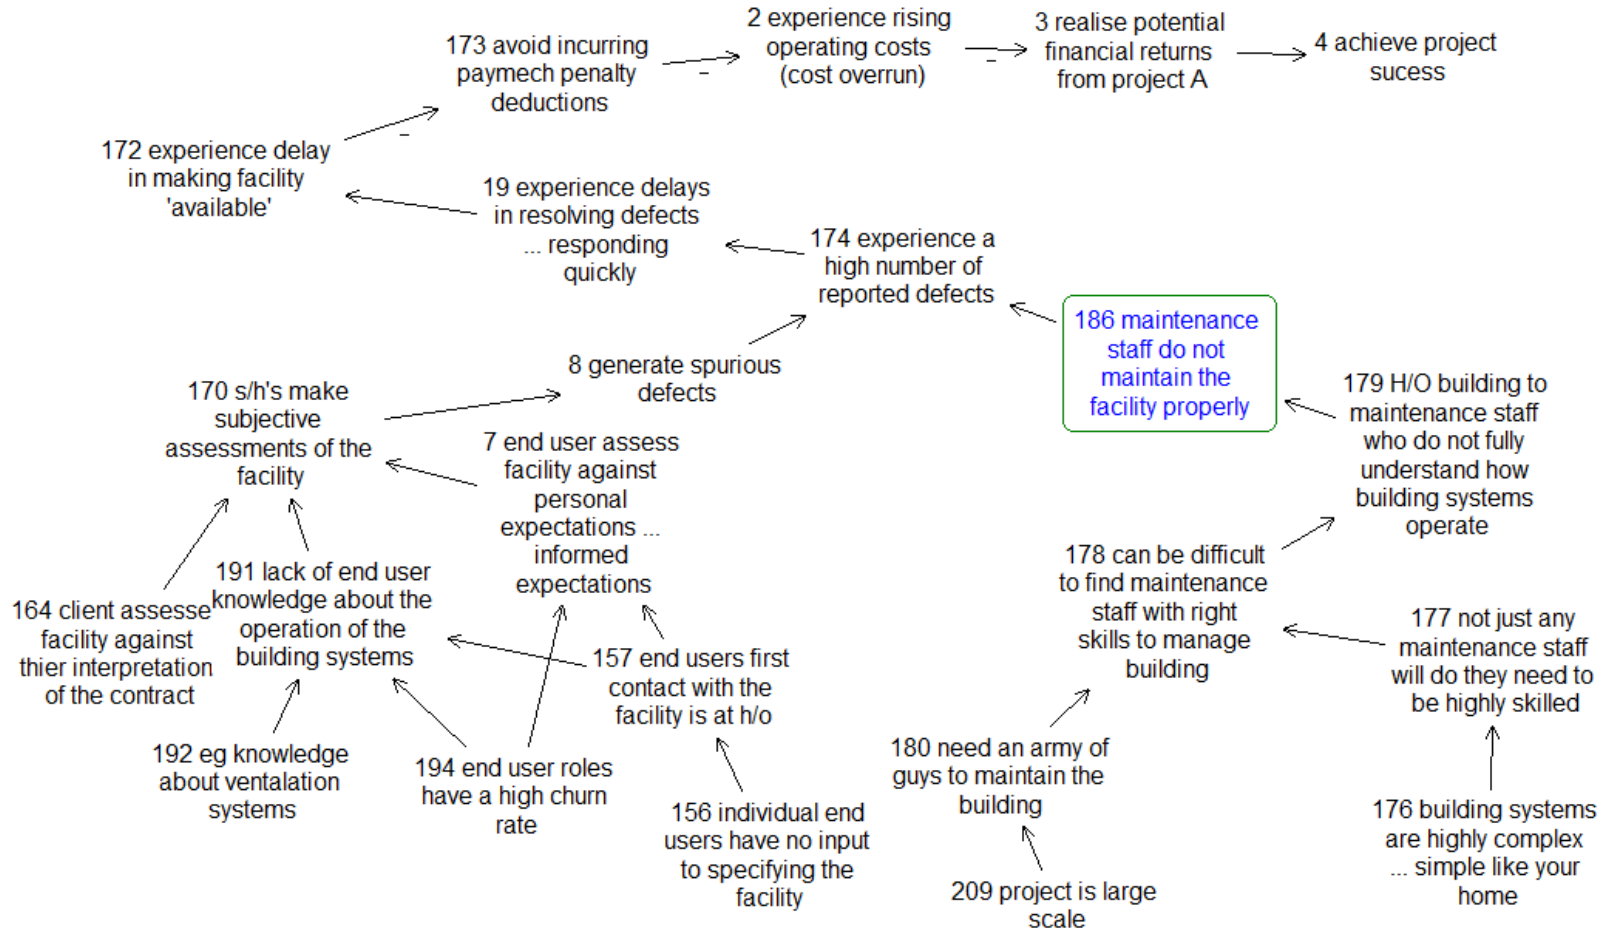 173 avoid incurring
paymech penalty
deductions
2 experience rising
operating costs
(cost overrun)
3 realise potential
financial returns
from project A
4 achieve project
sucess
–
–
–
172 experience delay
in making facility
'available'
19 experience delays
in resolving defects
... responding
quickly
174 experience a
high number of
reported defects
186 maintenance
staff do not
maintain the
facility properly
8 generate spurious
defects
179 H/O building to
maintenance staff
who do not fully
understand how
building systems
operate
170 s/h's make
subjective
assessments of the
facility
7 end user assess
facility against
personal
expectations ...
informed
expectations
178 can be difficult
to find maintenance
staff with right
skills to manage
building
177 not just any
maintenance staff
will do they need to
be highly skilled
164 client assesse
facility against
thier interpretation
of the contract
191 lack of end user
knowledge about the
operation of the
building systems
157 end users first
contact with the
facility is at h/o
192 eg knowledge
about ventalation
systems
194 end user roles
have a high churn
rate
156 individual end
users have no input
to specifying the
facility
180 need an army of
guys to maintain the
building
209 project is large
scale
176 building systems
are highly complex
... simple like your
home